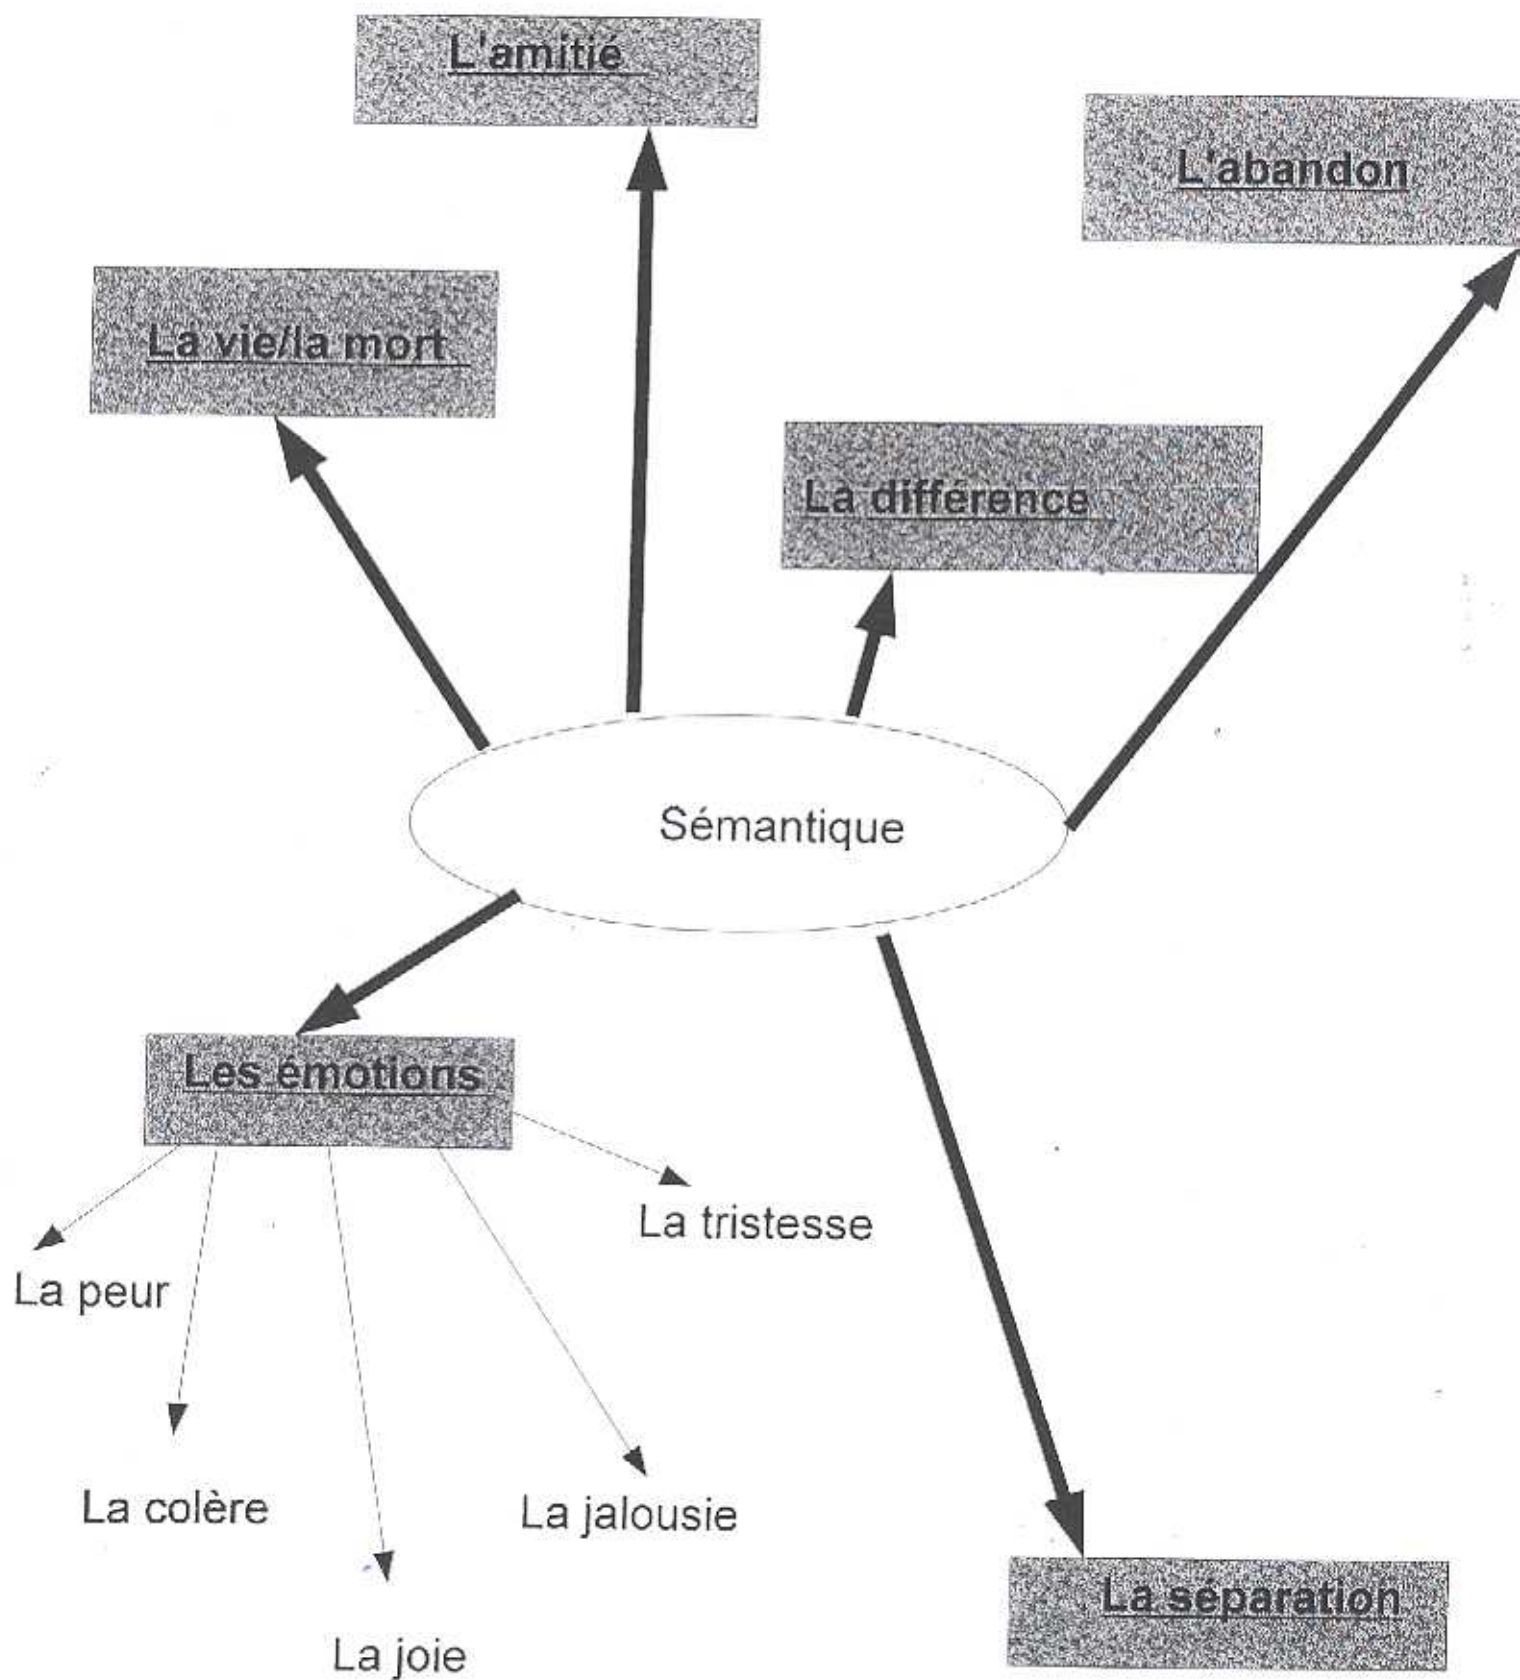 L'amitié
L'abandon
La vie/la mort
La différence
Sémantique
Les émotions
La tristesse
La peur
La colère
La jalousie
La joie
La séparation